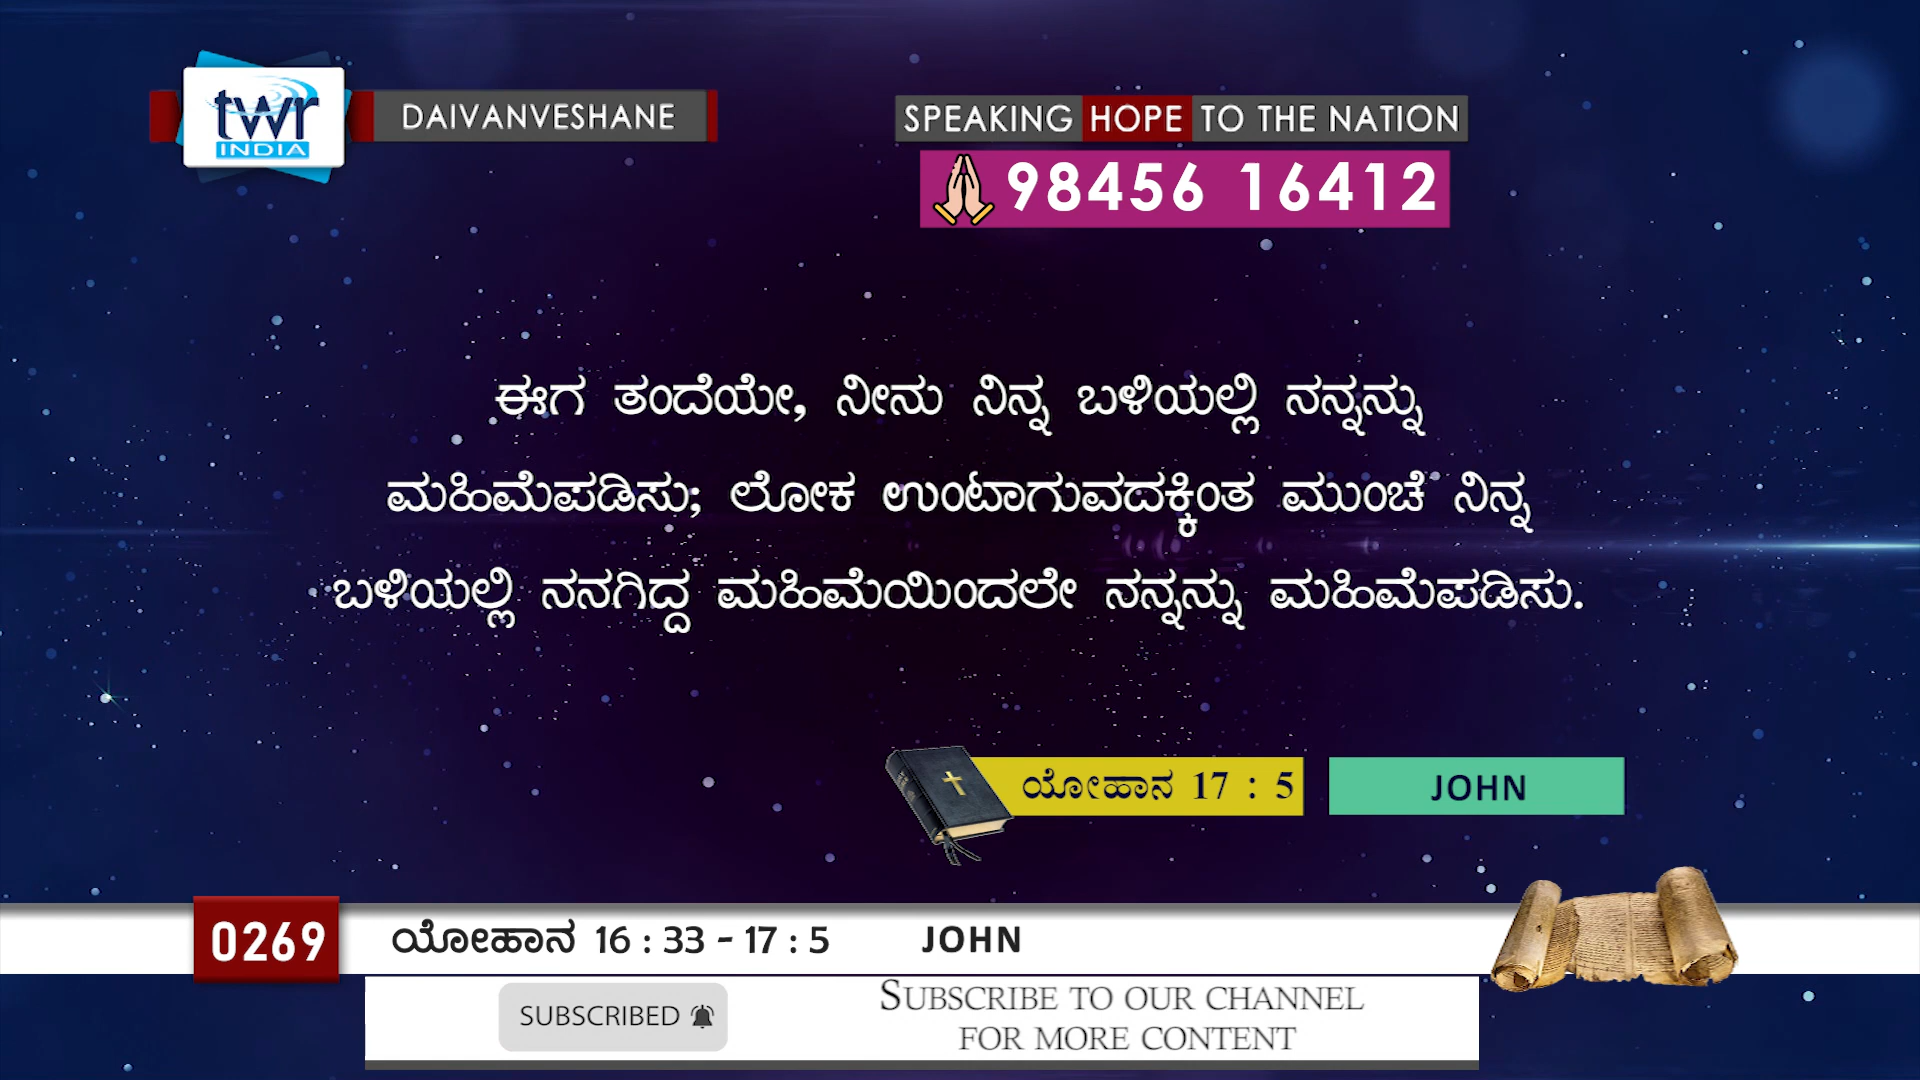 twr
INDIA
DAIVANVESHANE
SPEAKING HOPE TO THE NATION
98456 16412
ಈಗ ತಂದೆಯೇ, ನೀನು ನಿನ್ನ ಬಳಿಯಲ್ಲಿ ನನ್ನನ್ನು
ಮಹಿಮೆಪಡಿಸು; ಲೋಕ ಉಂಟಾಗುವದಕ್ಕಿಂತ ಮುಂಚೆ ನಿನ್ನ
ಬಳಿಯಲ್ಲಿ ನನಗಿದ್ದ ಮಹಿಮೆಯಿಂದಲೇ ನನ್ನನ್ನು ಮಹಿಮೆಪಡಿಸು.
ಯೋಹಾನ 17 : 5
JOHN
0269
ಯೋಹಾನ 16 : 33 - 17 : 5 JOHN
SUBSCRIBED
SUBSCRIBE TO OUR CHANNEL
FOR MORE CONTENT